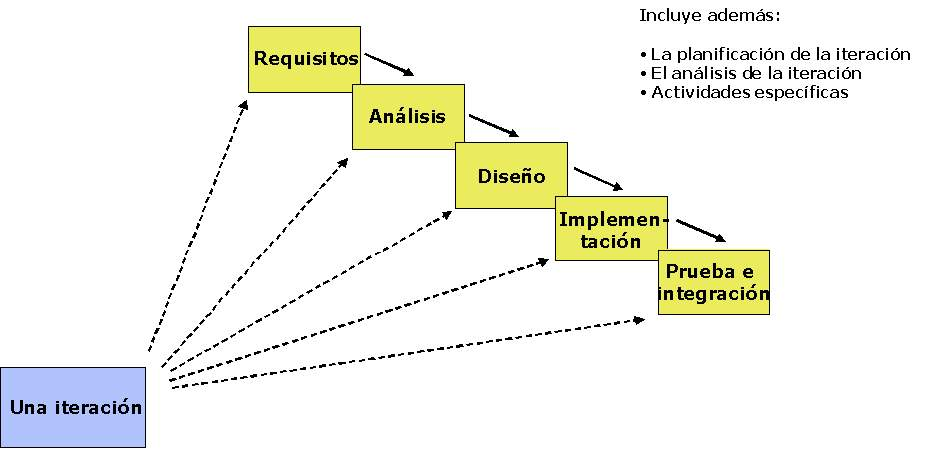 Incluye además:
• La planificación de la iteración
• El análisis de la iteración
• Actividades específicas
Requisitos
Análisis
Diseño
Implemen-
tación
Prueba e
integración
Una iteración